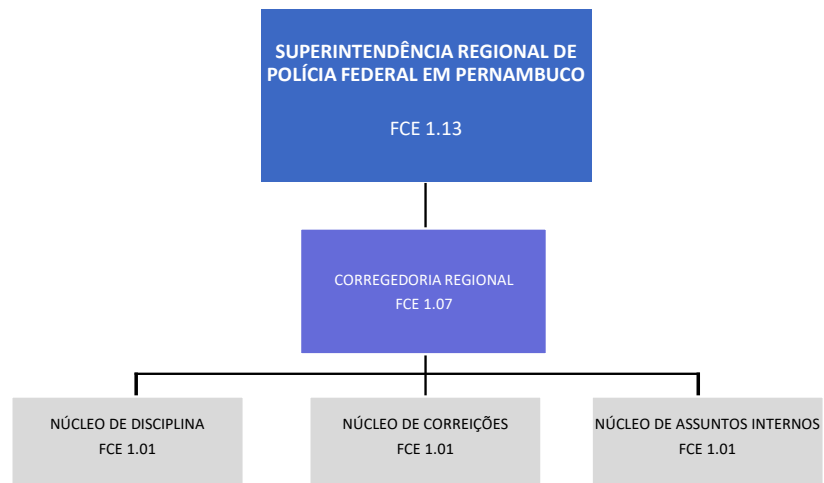 SUPERINTENDÊNCIA REGIONAL DE
POLÍCIA FEDERAL EM PERNAMBUCO
FCE 1.13
CORREGEDORIA REGIONAL
FCE 1.07
NÚCLEO DE DISCIPLINA
FCE 1.01
NÚCLEO DE CORREIÇÕES
FCE 1.01
NÚCLEO DE ASSUNTOS INTERNOS
FCE 1.01